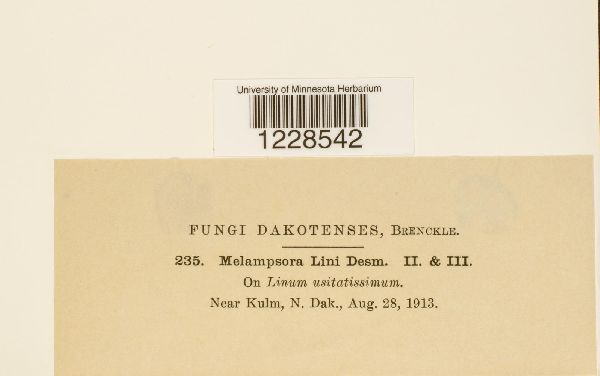 University of Minnesota Herbarium
1228542
FUNGI DAKOTENSES, BRENCKLE.
235. Melampsora Lini Desm. II. & III.
On Linum usitatissimum.
Near Kulm, N. Dak., Aug. 28, 1913.